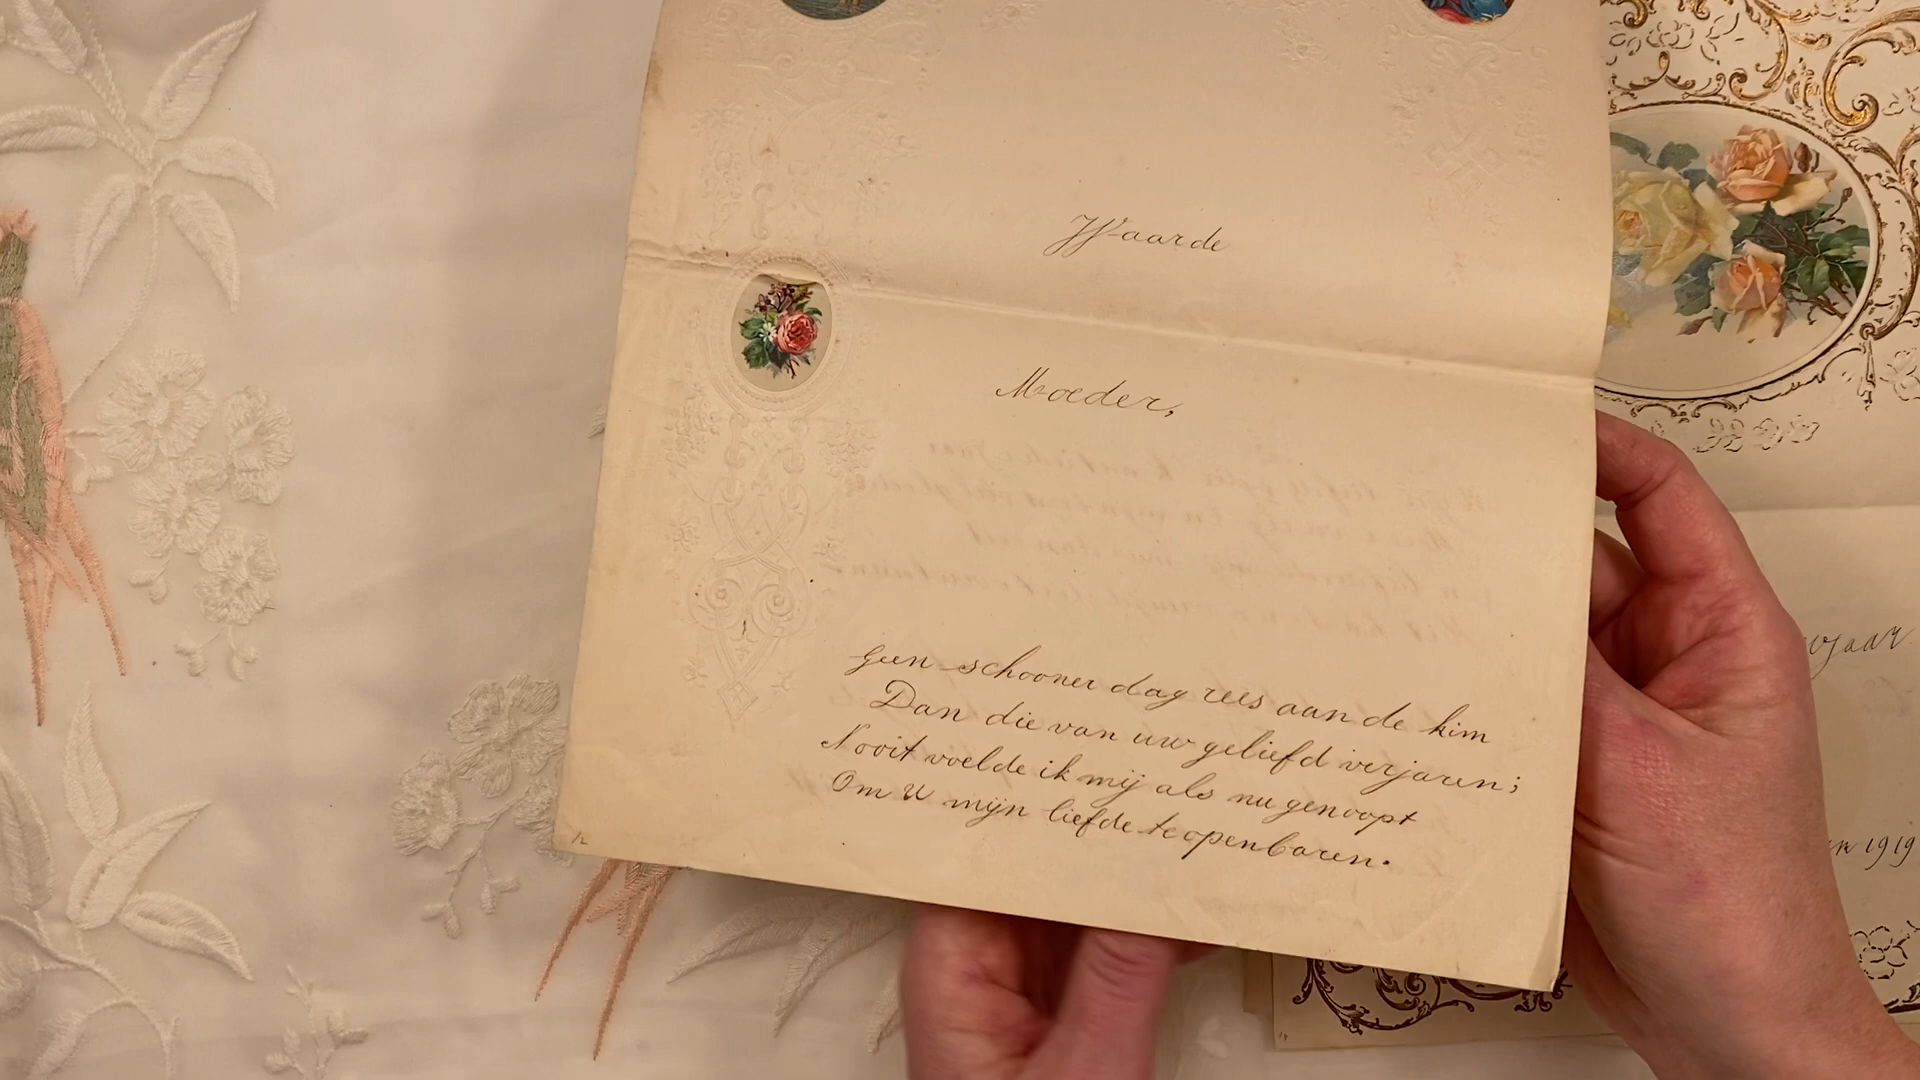 Waarde
Moeder,
Geen schooner dag rees aan de kim
Dan die van uw geliefd verjaren;
Nooit voelde ik mij als nu genoopt
Om U mijn liefde te openbaren.
1919